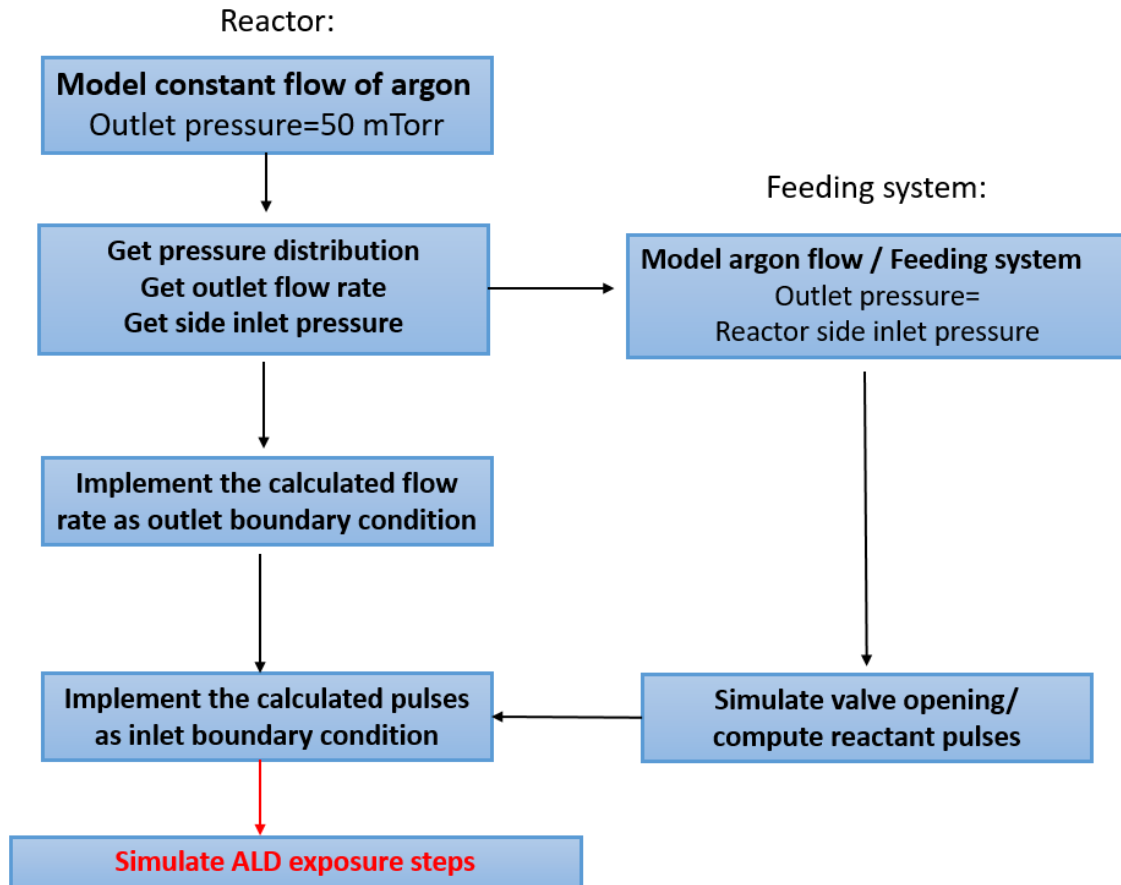 Reactor:
Model constant flow of argon
Outlet pressure=50 mTorr
Feeding system:
Get pressure distribution
Get outlet flow rate
Get side inlet pressure
Model argon flow / Feeding system
Outlet pressure=
Reactor side inlet pressure
Implement the calculated flow
rate as outlet boundary condition
Implement the calculated pulses
as inlet boundary condition
Simulate valve opening/
compute reactant pulses
Simulate ALD exposure steps